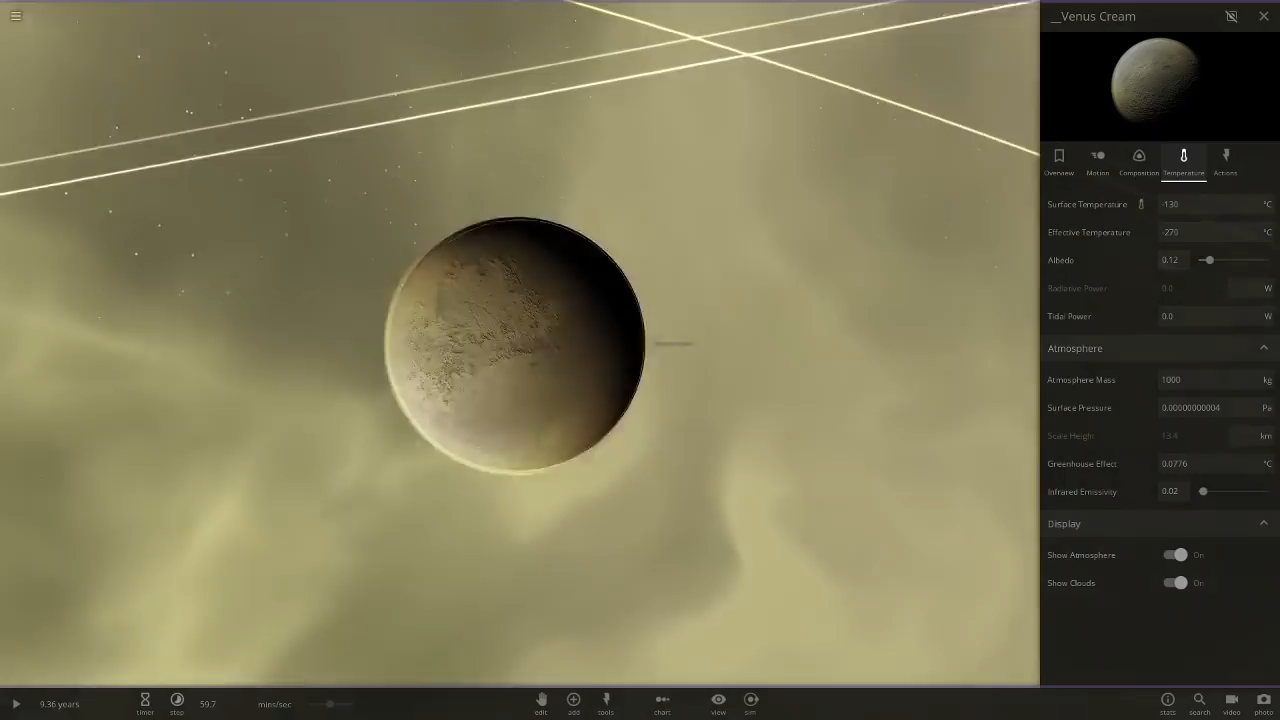 __Venus Cream
Overview Motion Composition Temperature Actions
Surface Temperature -130 °C
Effective Temperature -270 °C
Albedo 0.12
Radiative Power 0.0 W
Tidal Power 0.0 W
Atmosphere
Atmosphere Mass 1000 kg
Surface Pressure 0.00000000004 Pa
Scale Height 13.4 km
Greenhouse Effect 0.0776 °C
Infrared Emissivity 0.02
Display
Show Atmosphere On
Show Clouds On
9.36 years timer step 59.7 mins/sec edit add tools chart view sim stats search video photo